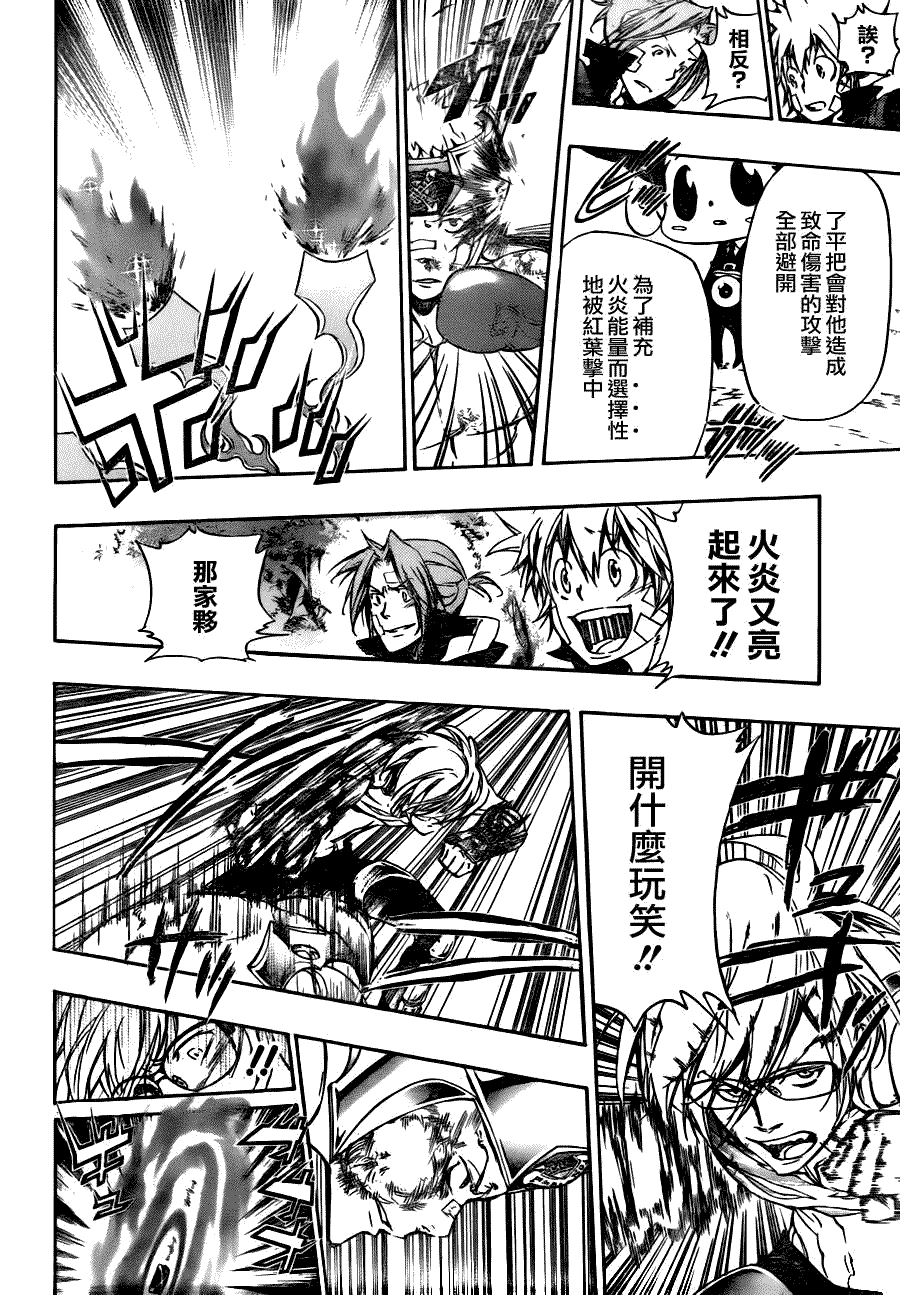 誒?
相反?
了平把會對他造成
致命傷害的攻擊
全部避開
為了補充
火炎能量而選擇性
地被紅葉擊中
火炎又亮
起來了!!
那家夥
開什麼玩笑!!
!!